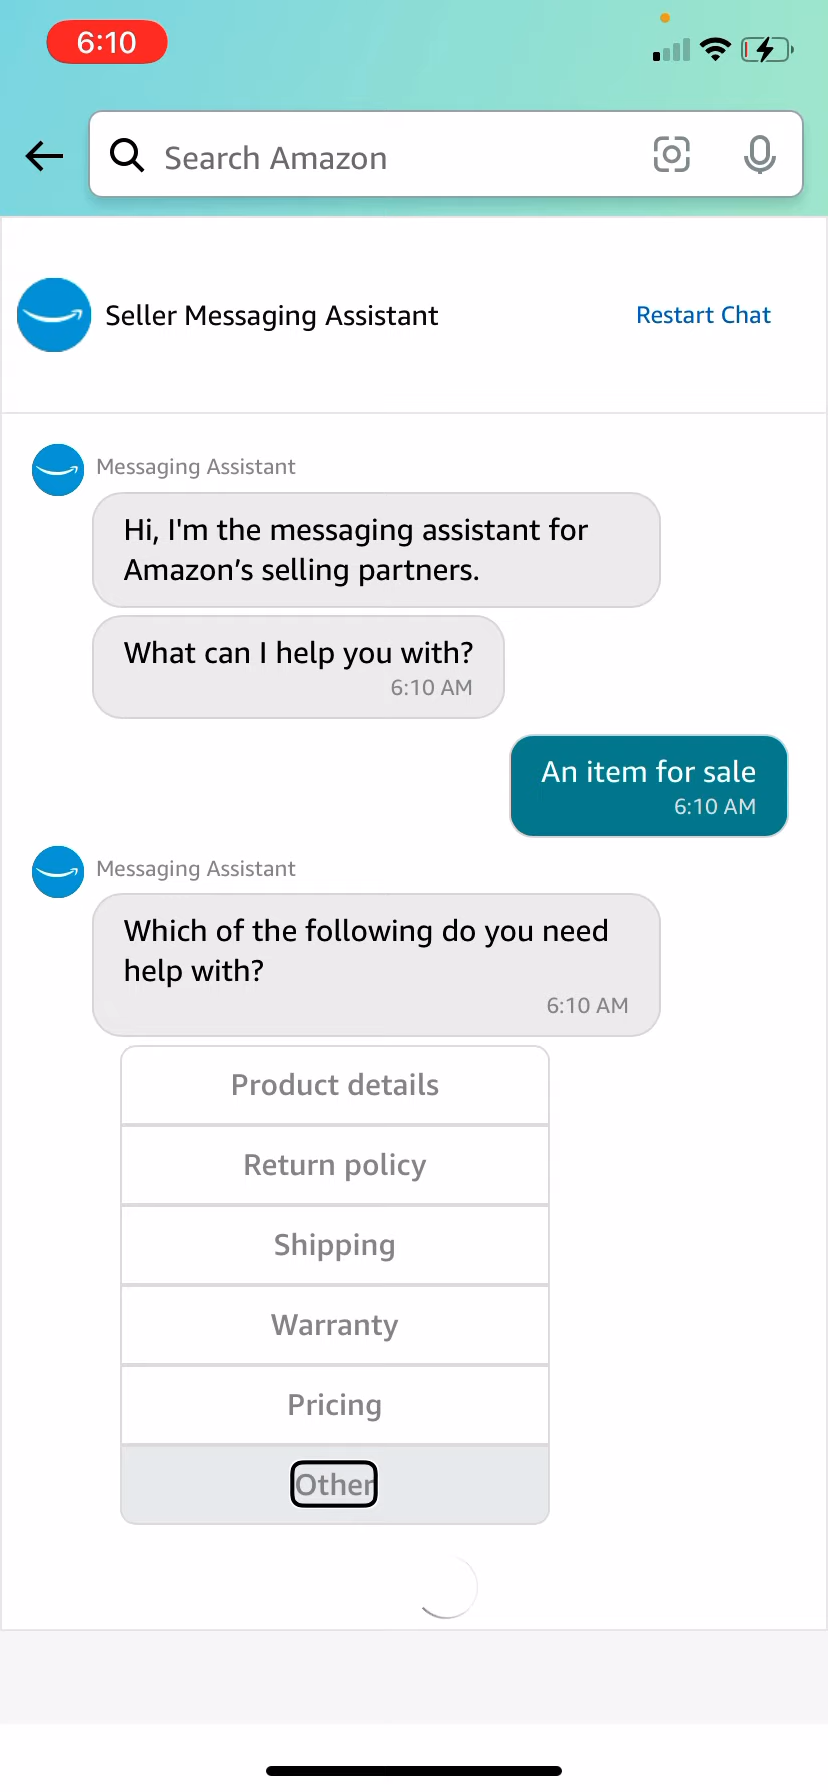 6:10
Search Amazon
Seller Messaging Assistant
Restart Chat
Messaging Assistant
Hi, I'm the messaging assistant for
Amazon’s selling partners.
What can I help you with?
6:10 AM
An item for sale
6:10 AM
Messaging Assistant
Which of the following do you need
help with?
6:10 AM
Product details
Return policy
Shipping
Warranty
Pricing
Other